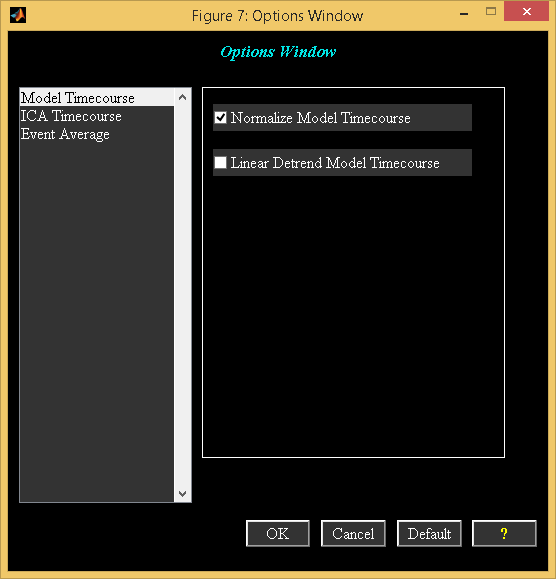 Figure 7: Options Window
Options Window
Model Timecourse
ICA Timecourse
Event Average
Normalize Model Timecourse
Linear Detrend Model Timecourse
OK
Cancel
Default
?